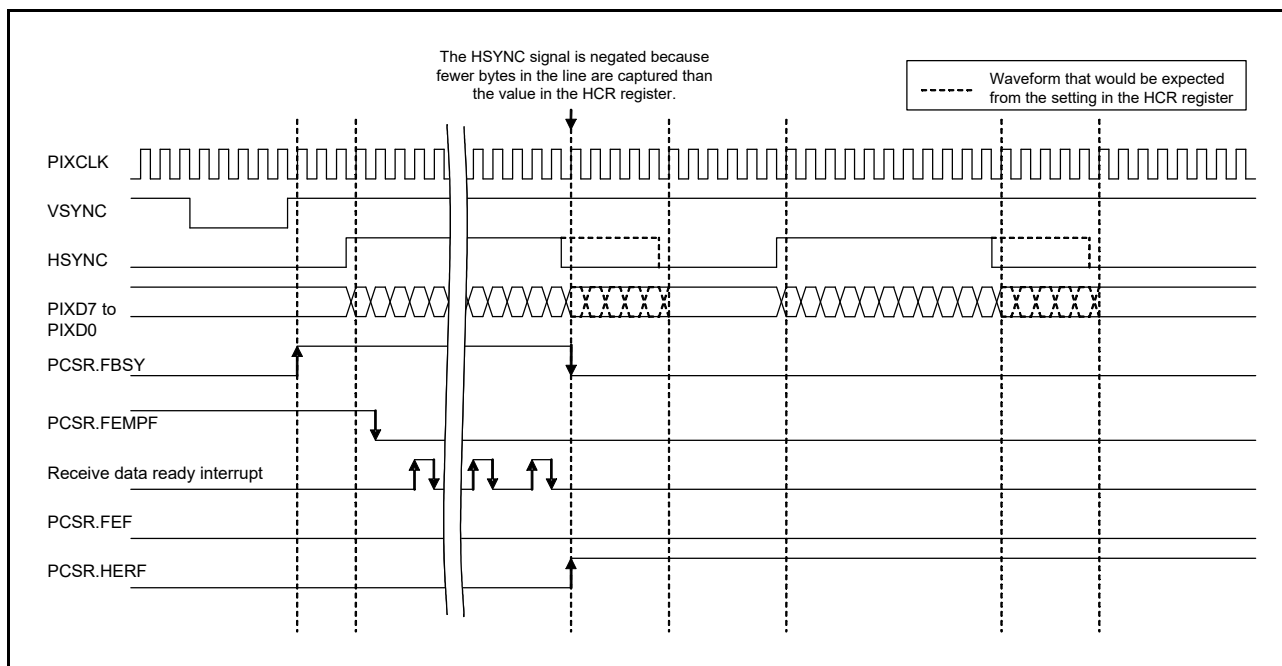 The HSYNC signal is negated because
fewer bytes in the line are captured than
the value in the HCR register.
Waveform that would be expected
from the setting in the HCR register
PIXCLK
VSYNC
HSYNC
PIXD7 to
PIXD0
PCSR.FBSY
PCSR.FEMPF
Receive data ready interrupt
PCSR.FEF
PCSR.HERF